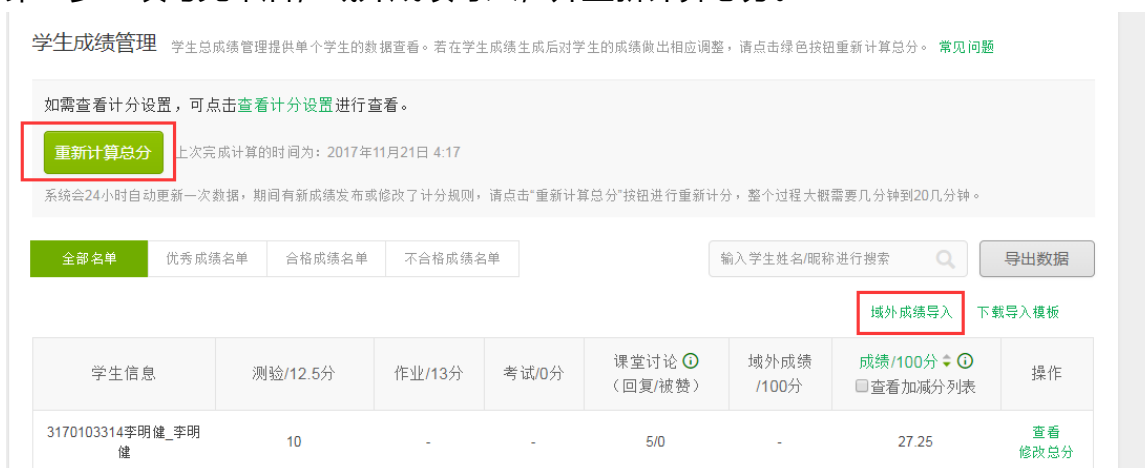 学生成绩管理 学生总成绩管理提供单个学生的数据查看。若在学生成绩生成后对学生的成绩做出相应调整，请点击绿色按钮重新计算总分。 常见问题
如需查看计分设置，可点击查看计分设置进行查看。
重新计算总分 上次完成计算的时间为：2017年11月21日 4:17
系统会24小时自动更新一次数据，期间有新成绩发布或修改了计分规则，请点击“重新计算总分”按钮进行重新计分，整个过程大概需要几分钟到20几分钟。
全部名单 优秀成绩名单 合格成绩名单 不合格成绩名单 输入学生姓名/昵称进行搜索 导出数据
域外成绩导入 下载导入模板
学生信息 测验/12.5分 作业/13分 考试/0分 课堂讨论 （回复/被赞） 域外成绩 /100分 成绩/100分 查看加减分列表 操作
3170103314李明健_李明健 10 - - 5/0 - 27.25 查看 修改总分